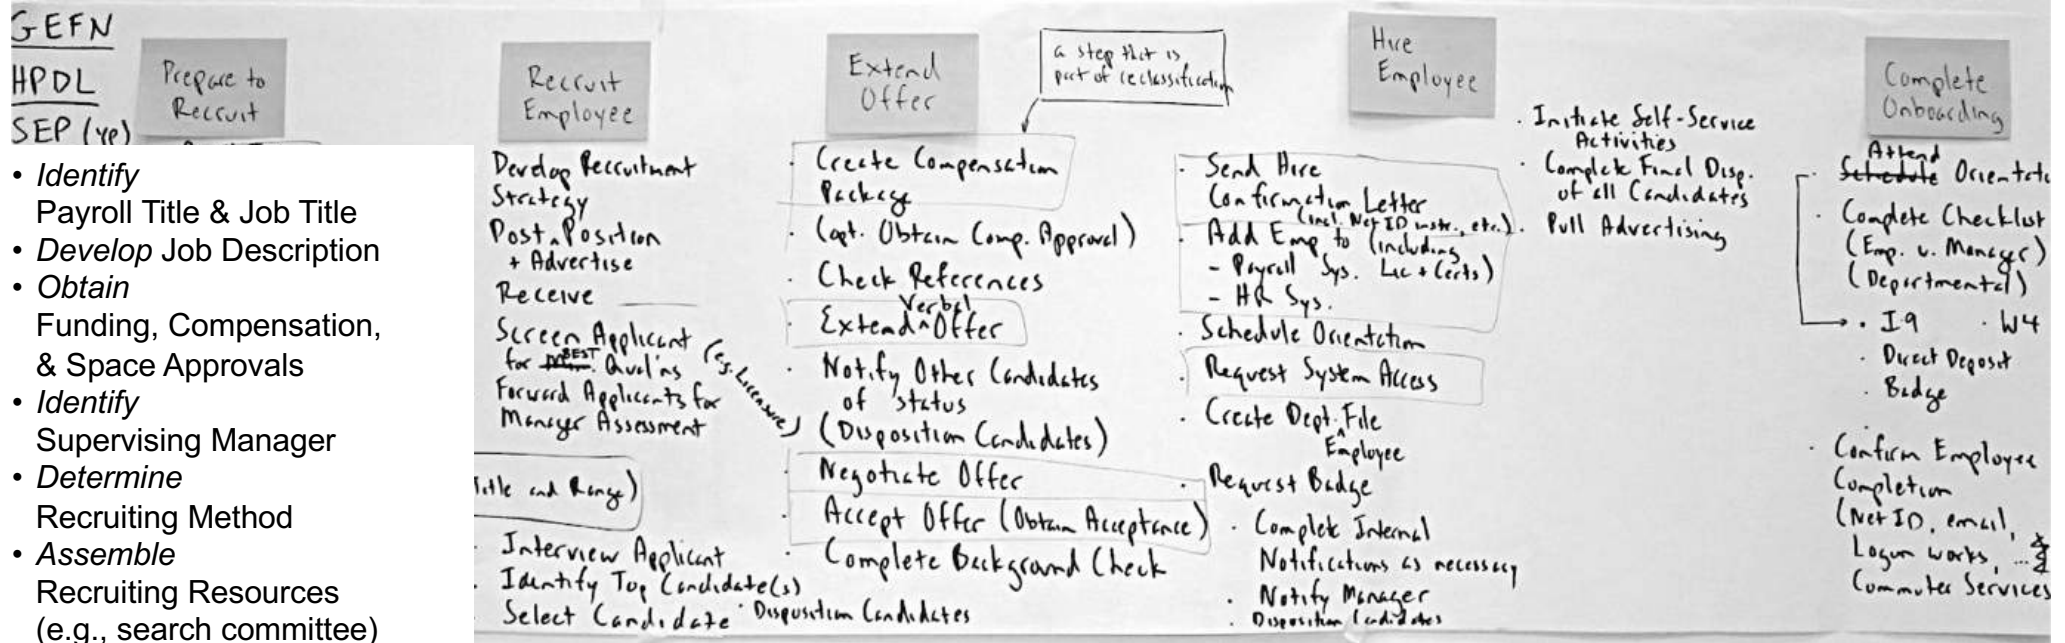 GEFN
HPDL
SEP
Prepare to
Recruit
• Identify
Payroll Title & Job Title
• Develop Job Description
• Obtain
Funding, Compensation,
& Space Approvals
• Identify
Supervising Manager
• Determine
Recruiting Method
• Assemble
Recruiting Resources
(e.g., search committee)
Recruit
Employee
Develop Recruitment
Strategy
Post Position
+ Advertise
Receive
Screen Applicant
for BEST Qual'ns
(e.g. Licensure)
Forward Applicants for
Manager Assessment
Title and Range)
· Interview Applicant
· Identify Top Candidate(s)
· Select Candidate · Disposition Candidates
Extend
Offer
a step that is
part of reclassification
· Create Compensation
Package
· (opt. Obtain Comp. Approval)
· Check References
· Extend ^ Verbal Offer
· Notify Other Candidates
of status
(Disposition Candidates)
· Negotiate Offer
· Accept Offer (Obtain Acceptance)
· Complete Background Check
Hire
Employee
· Send Hire
Confirmation Letter
(incl. Net ID instr., etc.)
· Add Emp to (including
- Payroll Sys. Lic + Certs)
- HR Sys.
· Schedule Orientation
· Request System Access
· Create Dept. ^ Employee File
· Request Badge
· Complete Internal
Notifications as necessary
· Notify Manager
· Disposition Candidates
· Initiate Self-Service
Activities
· Complete Final Disp.
of all Candidates
· Pull Advertising
Complete
Onboarding
Attend
· Schedule Orientatio
· Complete Checklist
(Emp. v. Manager)
(Departmental)
· I9 · W4
· Direct Deposit
· Badge
· Confirm Employee
Completion
(Net ID, email,
Logon works, ...
Commuter Services